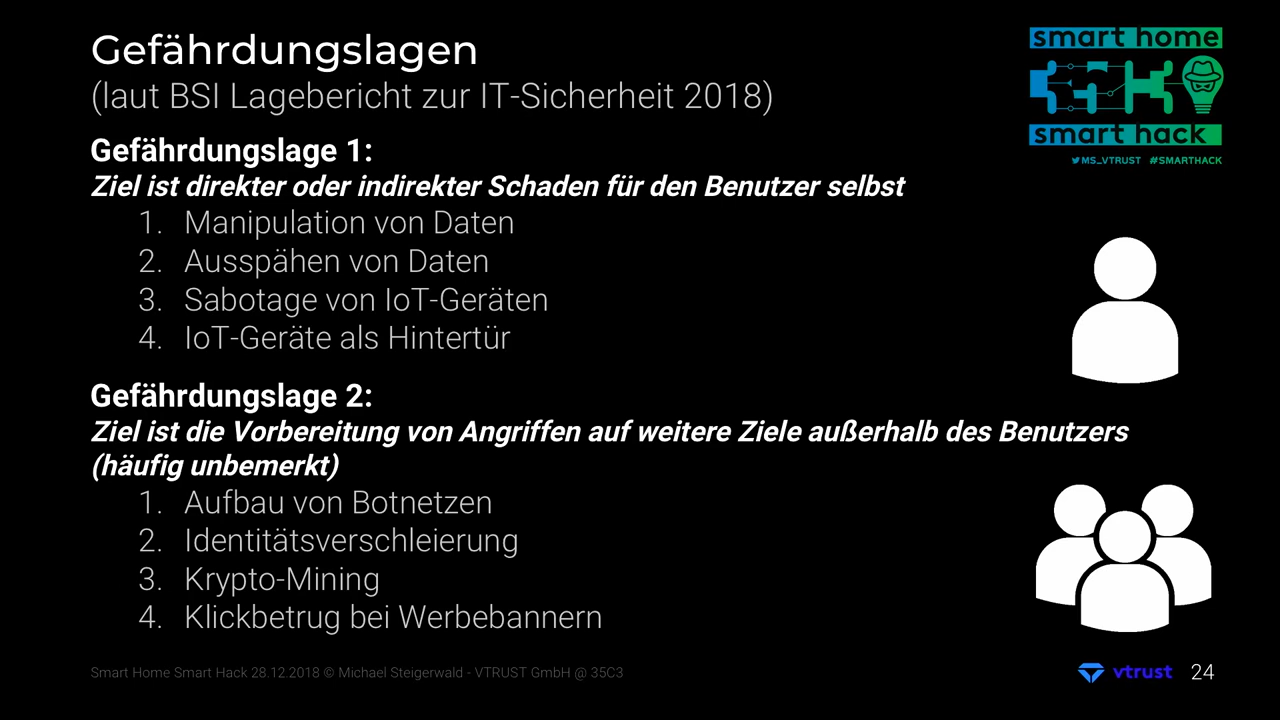 Gefährdungslagen
(laut BSI Lagebericht zur IT-Sicherheit 2018)
smart home
smart hack
MS_VTRUST #SMARTHACK
Gefährdungslage 1:
Ziel ist direkter oder indirekter Schaden für den Benutzer selbst
1. Manipulation von Daten
2. Ausspähen von Daten
3. Sabotage von IoT-Geräten
4. IoT-Geräte als Hintertür
Gefährdungslage 2:
Ziel ist die Vorbereitung von Angriffen auf weitere Ziele außerhalb des Benutzers
(häufig unbemerkt)
1. Aufbau von Botnetzen
2. Identitätsverschleierung
3. Krypto-Mining
4. Klickbetrug bei Werbebannern
Smart Home Smart Hack 28.12.2018 © Michael Steigerwald - VTRUST GmbH @ 35C3
vtrust 24